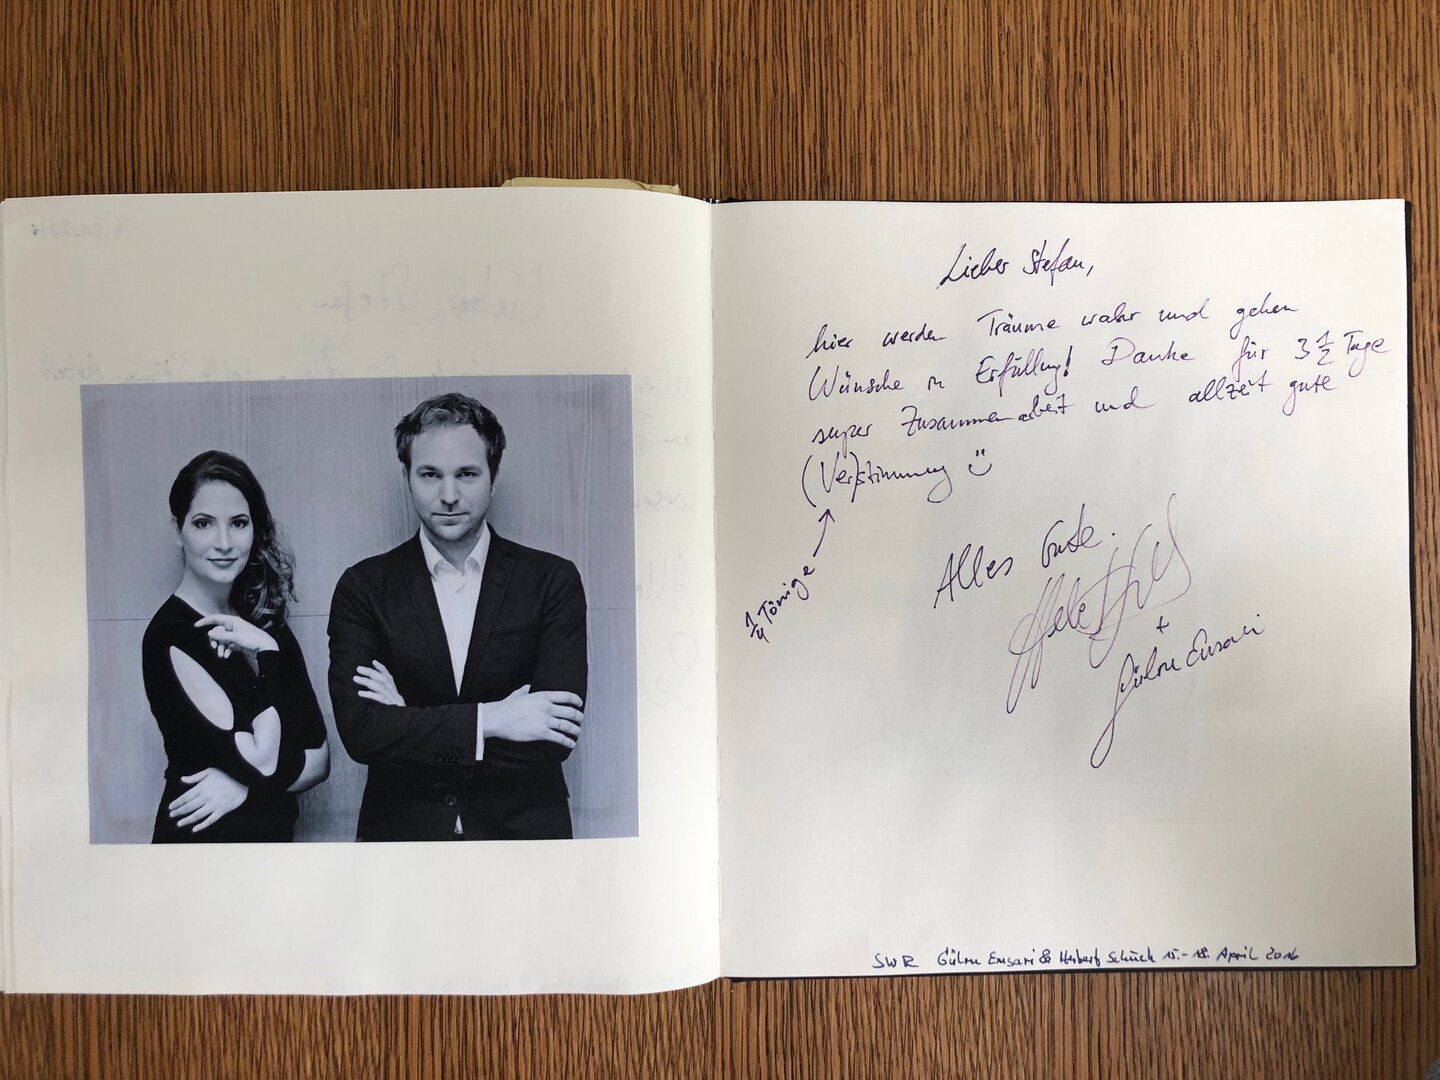 Lieber Stefan,
hier werden Träume wahr und gehen
Wünsche in Erfüllung! Danke für 3 1/2 Tage
super Zusammenarbeit und allzeit gute
(Ver)stimmung ☺
1/4 Tönige
Alles Gute.
+
Gülru Ensari
SWR Gülru Ensari & Herbert Schuch 15.-18. April 2016